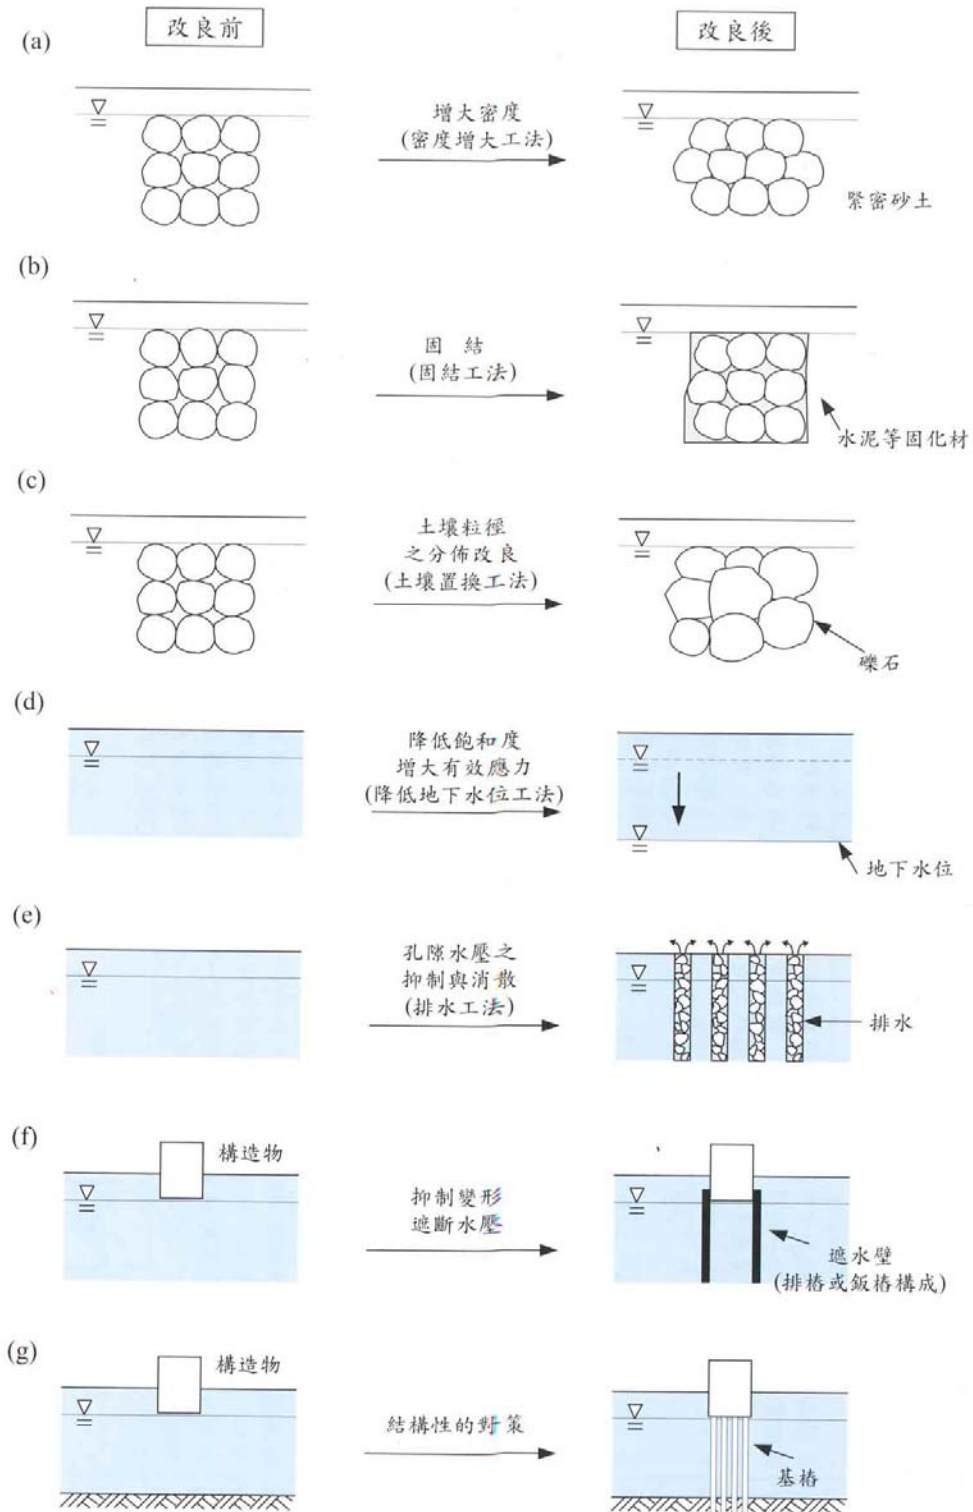 (a)
改良前
改良後
增大密度
(密度增大工法)
緊密砂土
(b)
固 結
(固結工法)
水泥等固化材
(c)
土壤粒徑
之分佈改良
(土壤置換工法)
礫石
(d)
降低飽和度
增大有效應力
(降低地下水位工法)
地下水位
(e)
孔隙水壓之
抑制與消散
(排水工法)
排水
(f)
構造物
抑制變形
遮斷水壓
遮水壁
(排樁或鈑樁構成)
(g)
構造物
結構性的對策
基樁